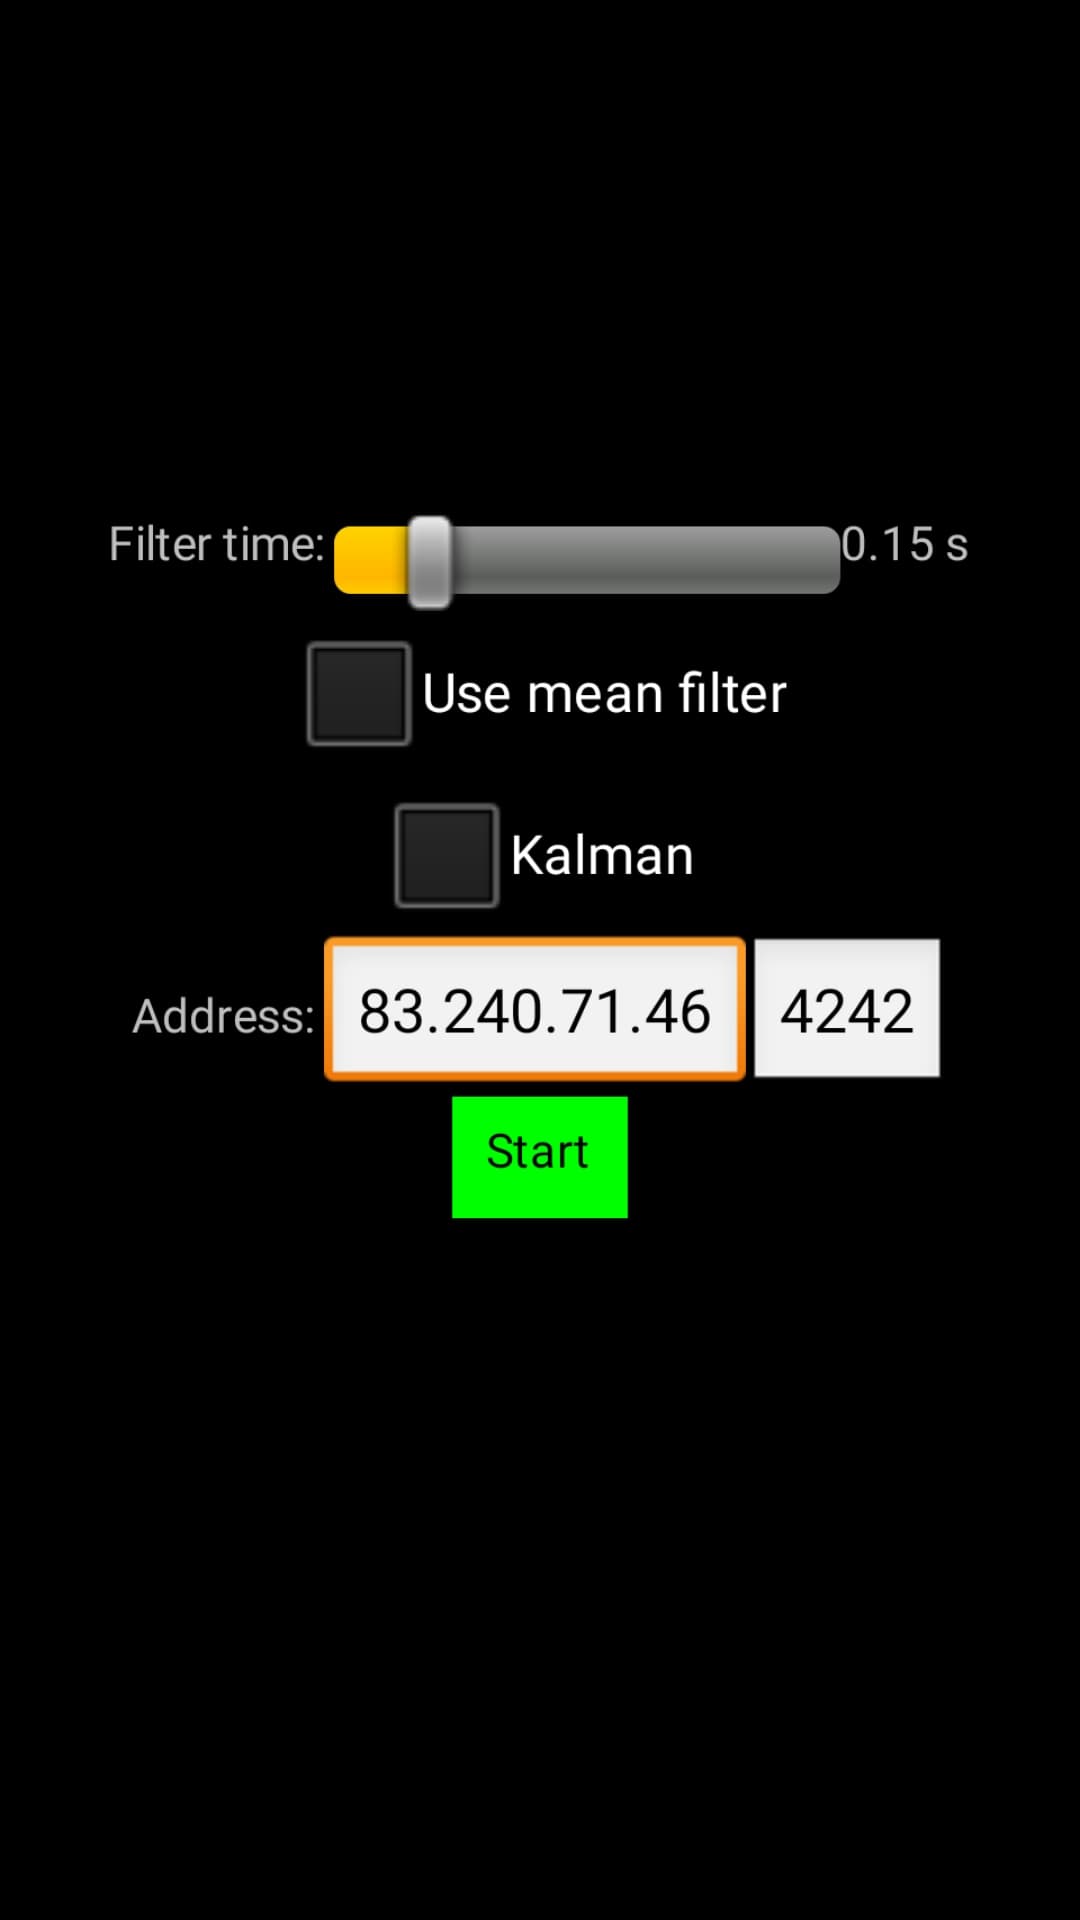 Filter time: 0.15 s
Use mean filter
Kalman
Address: 83.240.71.46 4242
Start